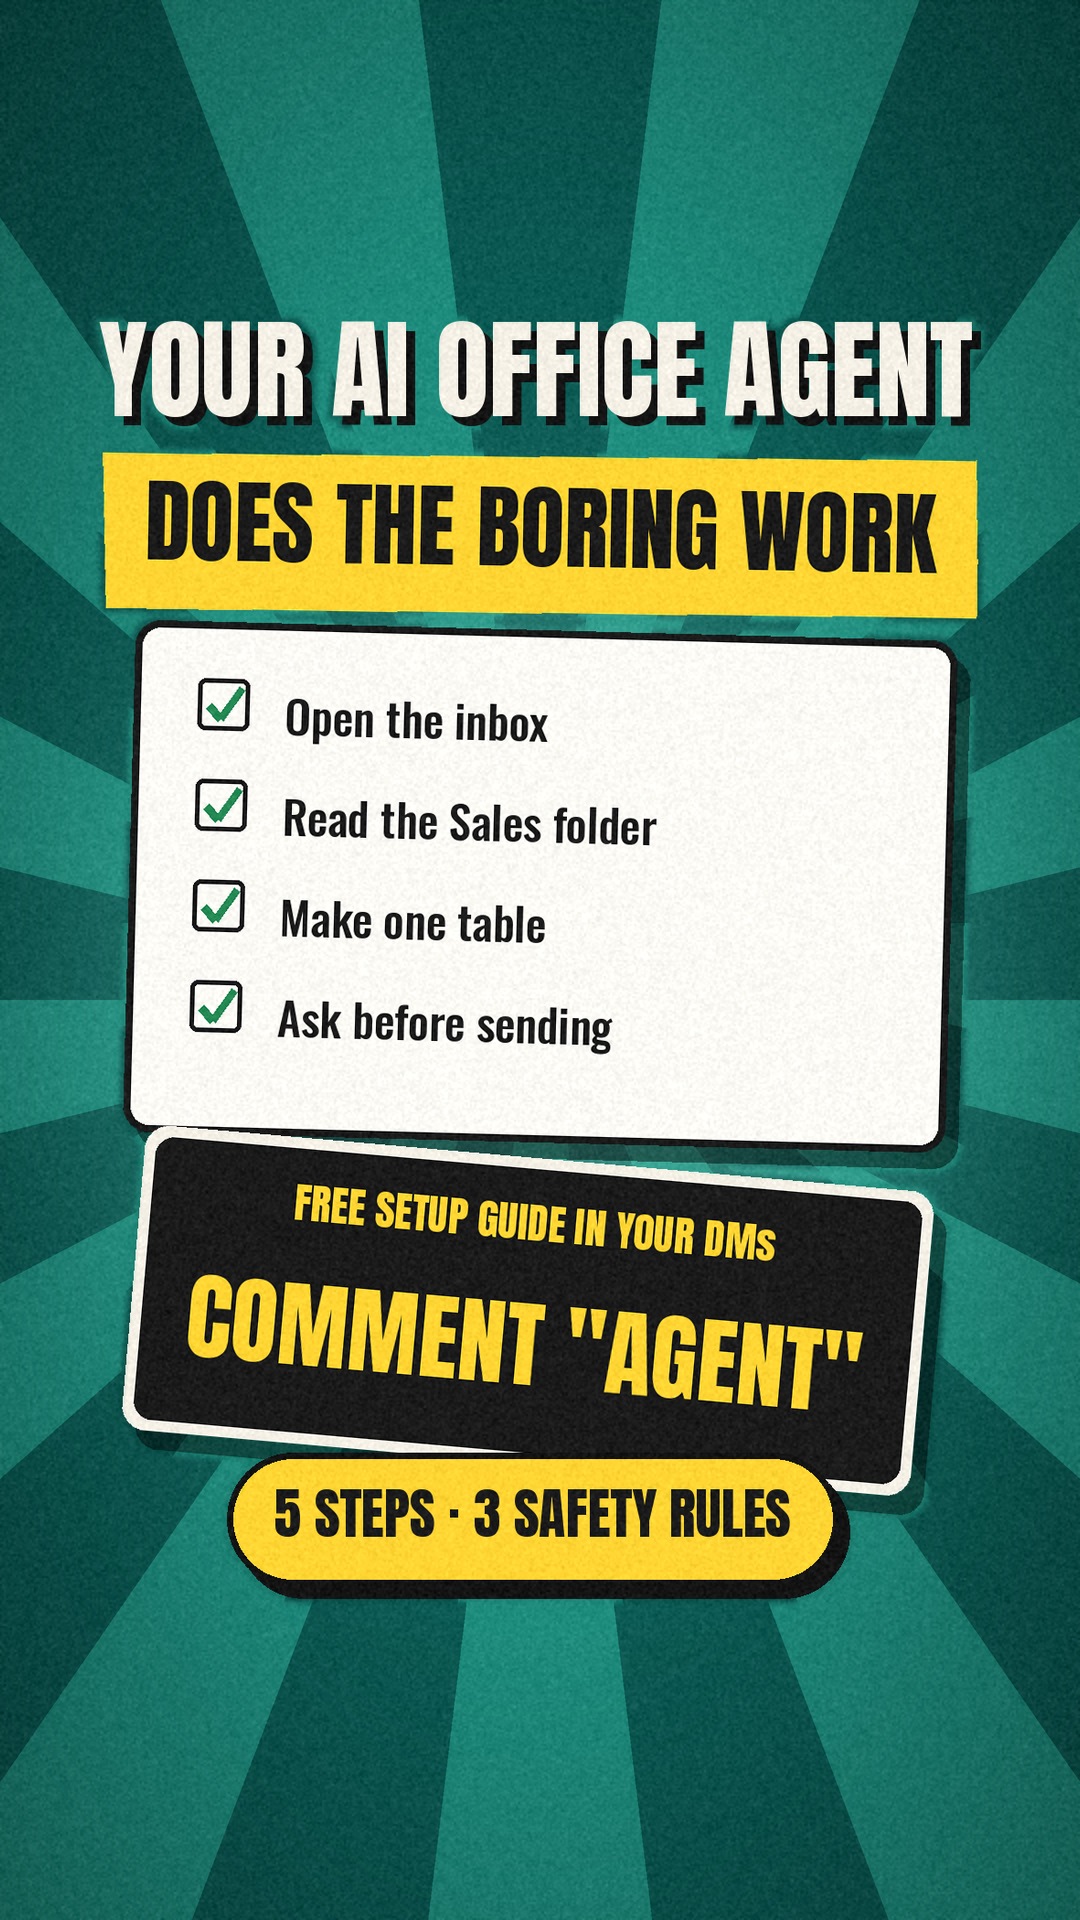 YOUR AI OFFICE AGENT
DOES THE BORING WORK
Open the inbox
Read the Sales folder
Make one table
Ask before sending
FREE SETUP GUIDE IN YOUR DMs
COMMENT "AGENT"
5 STEPS · 3 SAFETY RULES